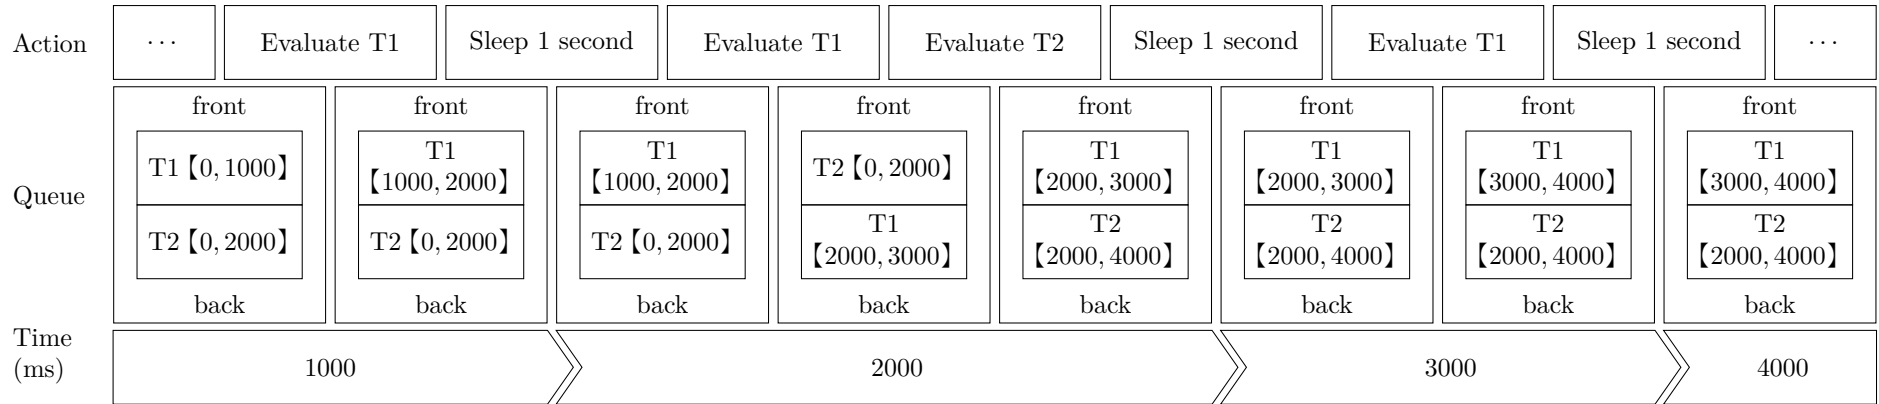 Action
· · ·
Evaluate T1
Sleep 1 second
Evaluate T1
Evaluate T2
Sleep 1 second
Evaluate T1
Sleep 1 second
· · ·
Queue
front
T1【0, 1000】
T2【0, 2000】
back
front
T1
【1000, 2000】
T2【0, 2000】
back
front
T1
【1000, 2000】
T2【0, 2000】
back
front
T2【0, 2000】
T1
【2000, 3000】
back
front
T1
【2000, 3000】
T2
【2000, 4000】
back
front
T1
【2000, 3000】
T2
【2000, 4000】
back
front
T1
【3000, 4000】
T2
【2000, 4000】
back
front
T1
【3000, 4000】
T2
【2000, 4000】
back
Time
(ms)
1000
2000
3000
4000